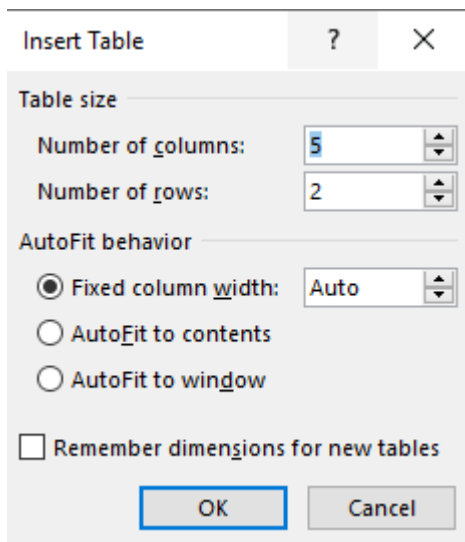 Insert Table ? ×
Table size
Number of columns: 5
Number of rows: 2
AutoFit behavior
Fixed column width: Auto
AutoFit to contents
AutoFit to window
Remember dimensions for new tables
OK Cancel